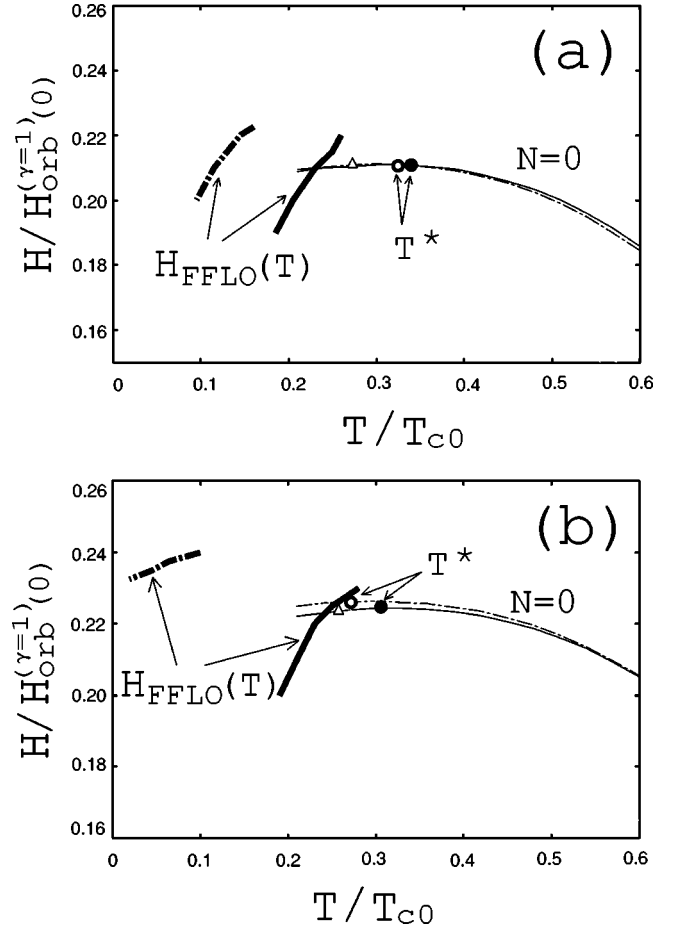 0.26
(a)
0.24
0.22
N=0
0.20
T*
H_FFLO(T)
0.18
0.16
H/H_orb^(γ=1)(0)
0 0.1 0.2 0.3 0.4 0.5 0.6
T/T_c0
0.26
(b)
0.24
T*
N=0
0.22
H_FFLO(T)
0.20
0.18
0.16
H/H_orb^(γ=1)(0)
0 0.1 0.2 0.3 0.4 0.5 0.6
T/T_c0